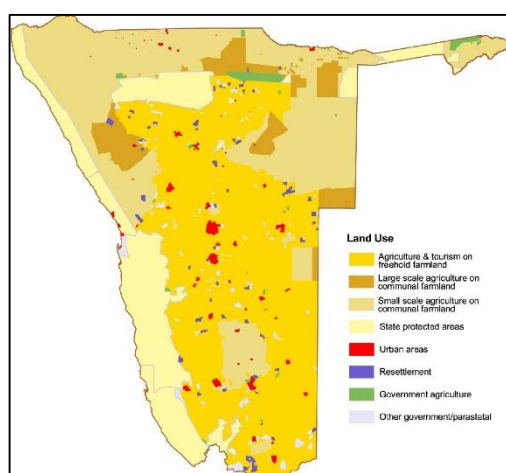 Land Use
Agriculture & tourism on
freehold farmland
Large scale agriculture on
communal farmland
Small scale agriculture on
communal farmland
State protected areas
Urban areas
Resettlement
Government agriculture
Other government/parastatal